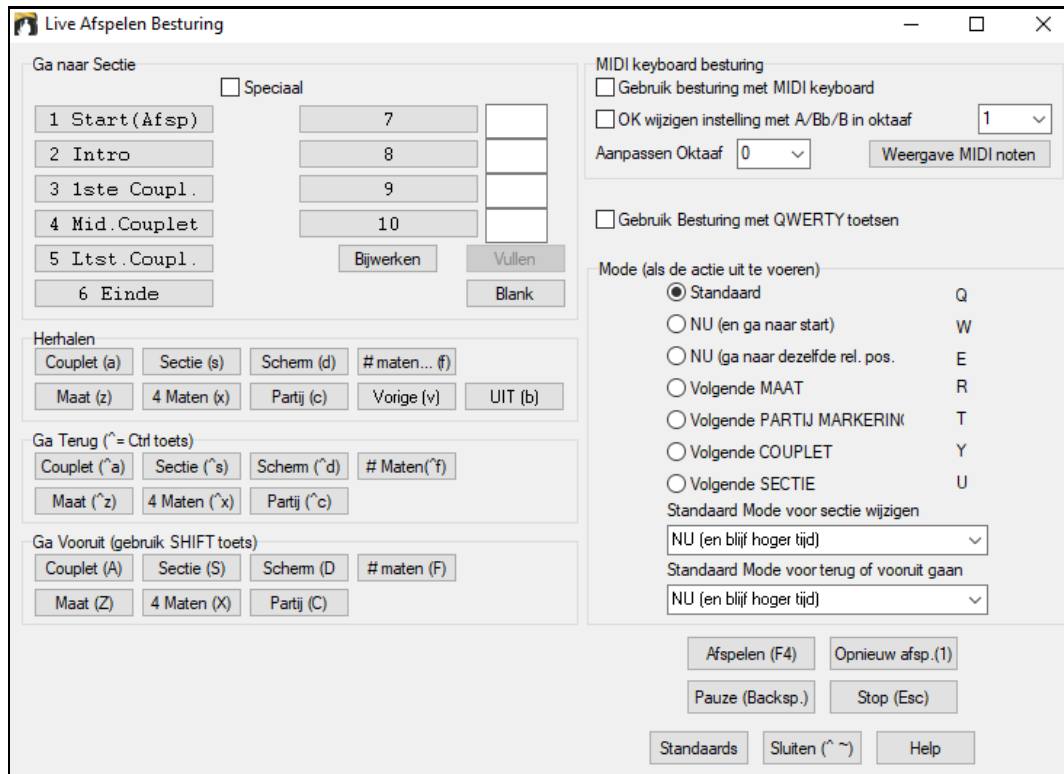 Live Afspelen Besturing
Ga naar Sectie
Speciaal
1 Start(Afsp)
7
2 Intro
8
3 1ste Coupl.
9
4 Mid.Couplet
10
5 Ltst.Coupl.
Bijwerken
Vullen
6 Einde
Blank
Herhalen
Couplet (a)
Sectie (s)
Scherm (d)
# maten... (f)
Maat (z)
4 Maten (x)
Partij (c)
Vorige (v)
UIT (b)
Ga Terug (^= Ctrl toets)
Couplet (^a)
Sectie (^s)
Scherm (^d)
# Maten(^f)
Maat (^z)
4 Maten (^x)
Partij (^c)
Ga Vooruit (gebruik SHIFT toets)
Couplet (A)
Sectie (S)
Scherm (D
# maten (F)
Maat (Z)
4 Maten (X)
Partij (C)
MIDI keyboard besturing
Gebruik besturing met MIDI keyboard
OK wijzigen instelling met A/Bb/B in oktaaf
1
Aanpassen Oktaaf
0
Weergave MIDI noten
Gebruik Besturing met QWERTY toetsen
Mode (als de actie uit te voeren)
Standaard
Q
NU (en ga naar start)
W
NU (ga naar dezelfde rel. pos.
E
Volgende MAAT
R
Volgende PARTIJ MARKERING
T
Volgende COUPLET
Y
Volgende SECTIE
U
Standaard Mode voor sectie wijzigen
NU (en blijf hoger tijd)
Standaard Mode voor terug of vooruit gaan
NU (en blijf hoger tijd)
Afspelen (F4)
Opnieuw afsp.(1)
Pauze (Backsp.)
Stop (Esc)
Standaards
Sluiten (^ ~)
Help